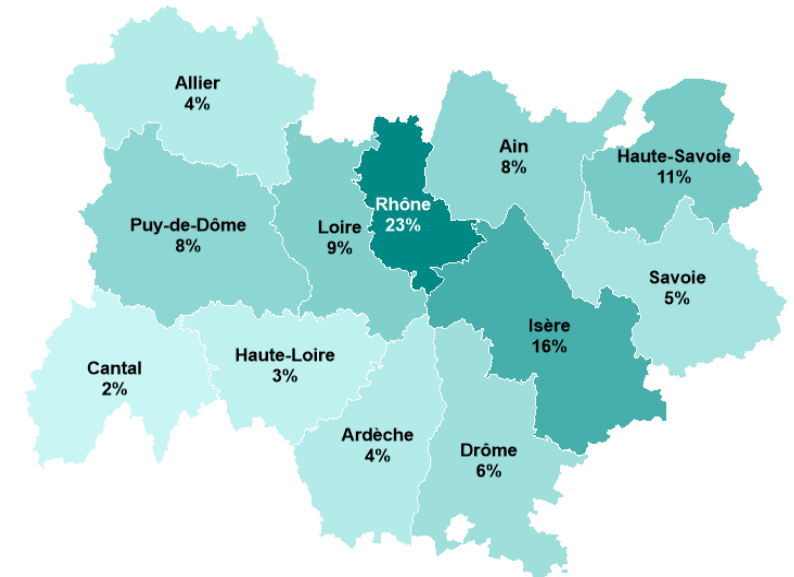 Allier
4%
Ain
8%
Haute-Savoie
11%
Rhône
23%
Puy-de-Dôme
8%
Loire
9%
Savoie
5%
Isère
16%
Haute-Loire
3%
Cantal
2%
Ardèche
4%
Drôme
6%